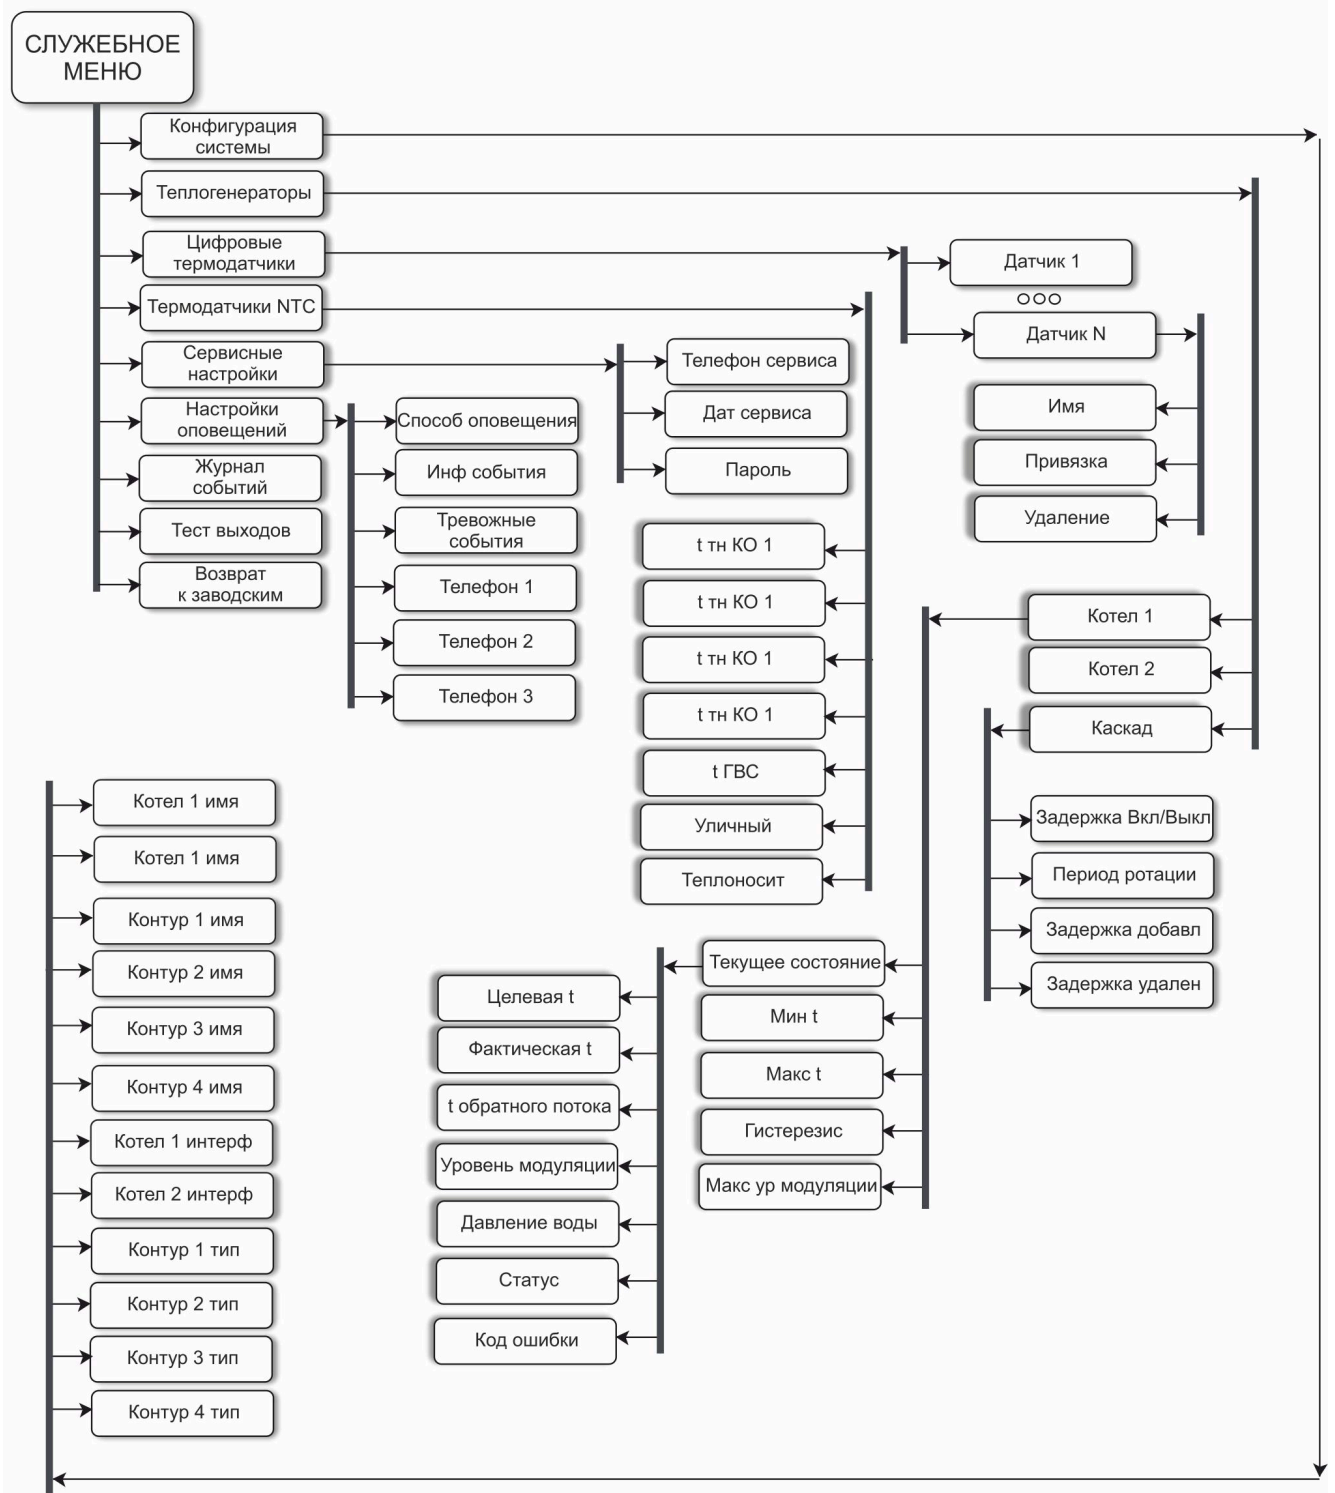 СЛУЖЕБНОЕ
МЕНЮ
Конфигурация
системы
Теплогенераторы
Цифровые
термодатчики
Термодатчики NTC
Сервисные
настройки
Настройки
оповещений
Журнал
событий
Тест выходов
Возврат
к заводским
Способ оповещения
Инф события
Тревожные
события
Телефон 1
Телефон 2
Телефон 3
Телефон сервиса
Дат сервиса
Пароль
Датчик 1
Датчик N
Имя
Привязка
Удаление
t тн КО 1
t тн КО 1
t тн КО 1
t тн КО 1
t ГВС
Уличный
Теплоносит
Котел 1
Котел 2
Каскад
Задержка Вкл/Выкл
Период ротации
Задержка добавл
Задержка удален
Текущее состояние
Мин t
Макс t
Гистерезис
Макс ур модуляции
Целевая t
Фактическая t
t обратного потока
Уровень модуляции
Давление воды
Статус
Код ошибки
Котел 1 имя
Котел 1 имя
Контур 1 имя
Контур 2 имя
Контур 3 имя
Контур 4 имя
Котел 1 интерф
Котел 2 интерф
Контур 1 тип
Контур 2 тип
Контур 3 тип
Контур 4 тип